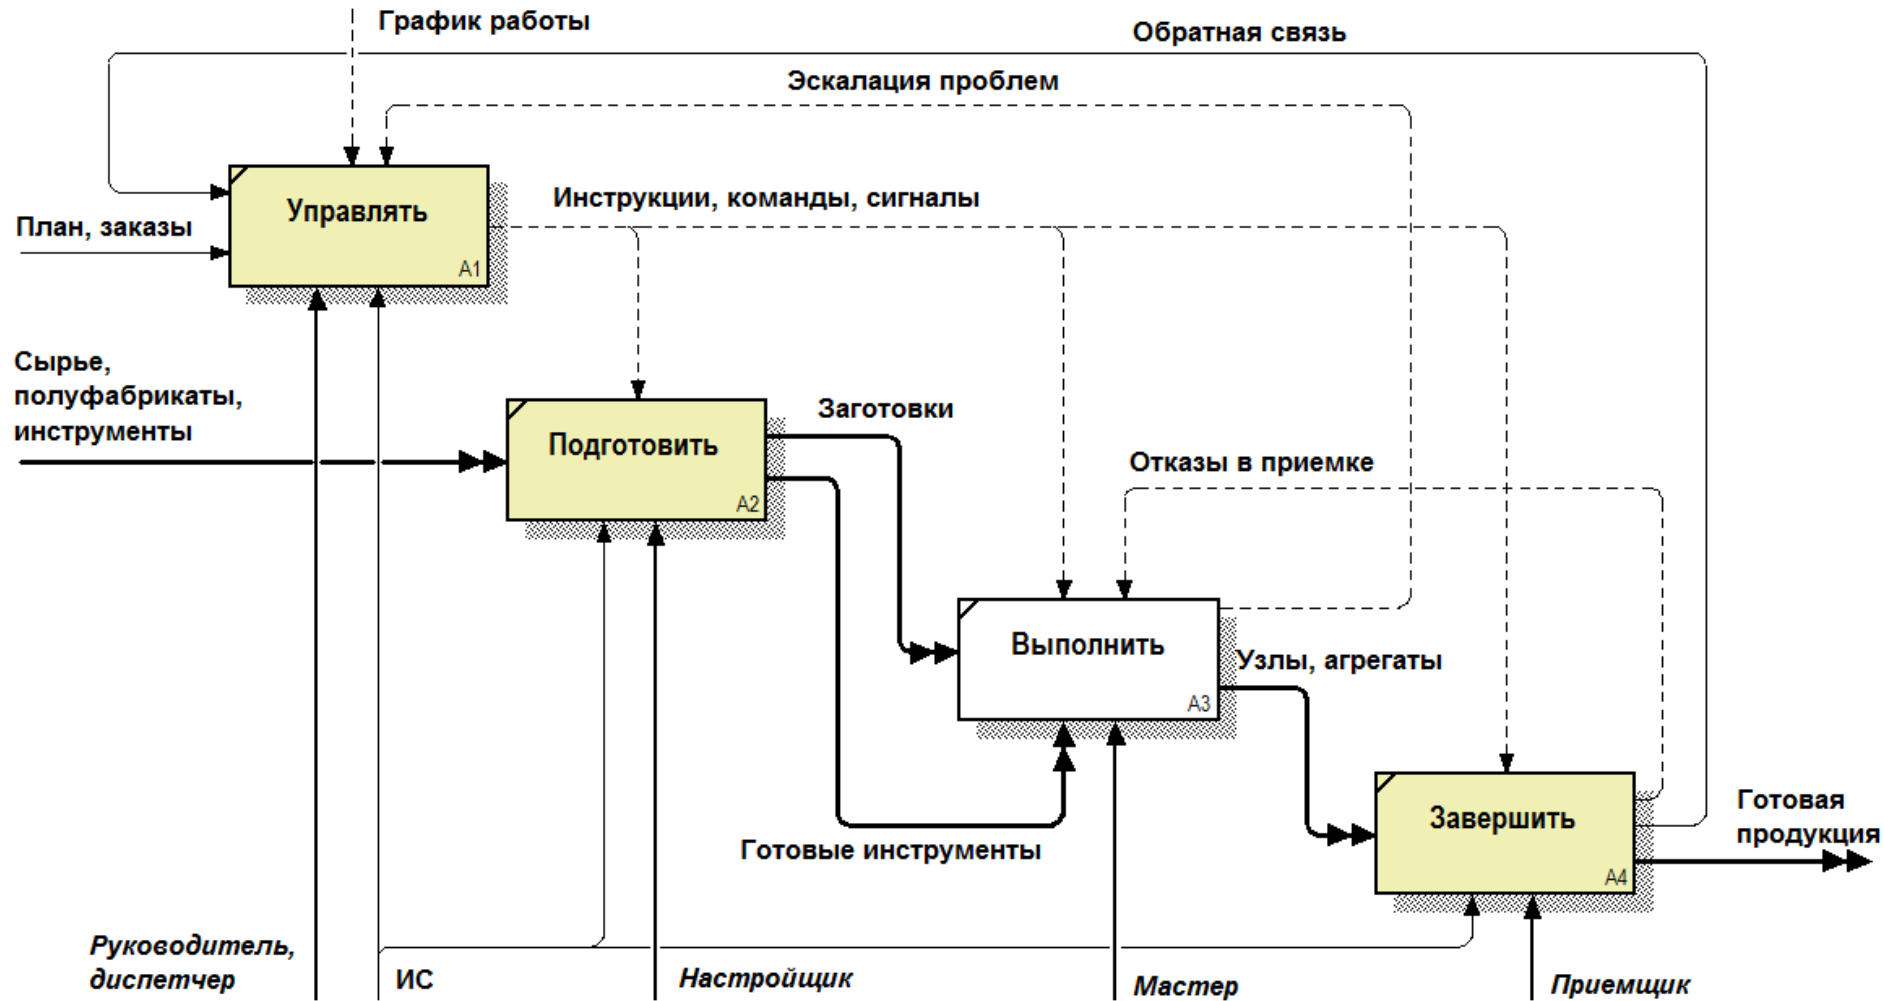 График работы
Обратная связь
Эскалация проблем
Инструкции, команды, сигналы
Управлять
A1
План, заказы
Сырье,
полуфабрикаты,
инструменты
Заготовки
Подготовить
A2
Отказы в приемке
Выполнить
A3
Узлы, агрегаты
Готовые инструменты
Завершить
A4
Готовая
продукция
Руководитель,
диспетчер
ИС
Настройщик
Мастер
Приемщик